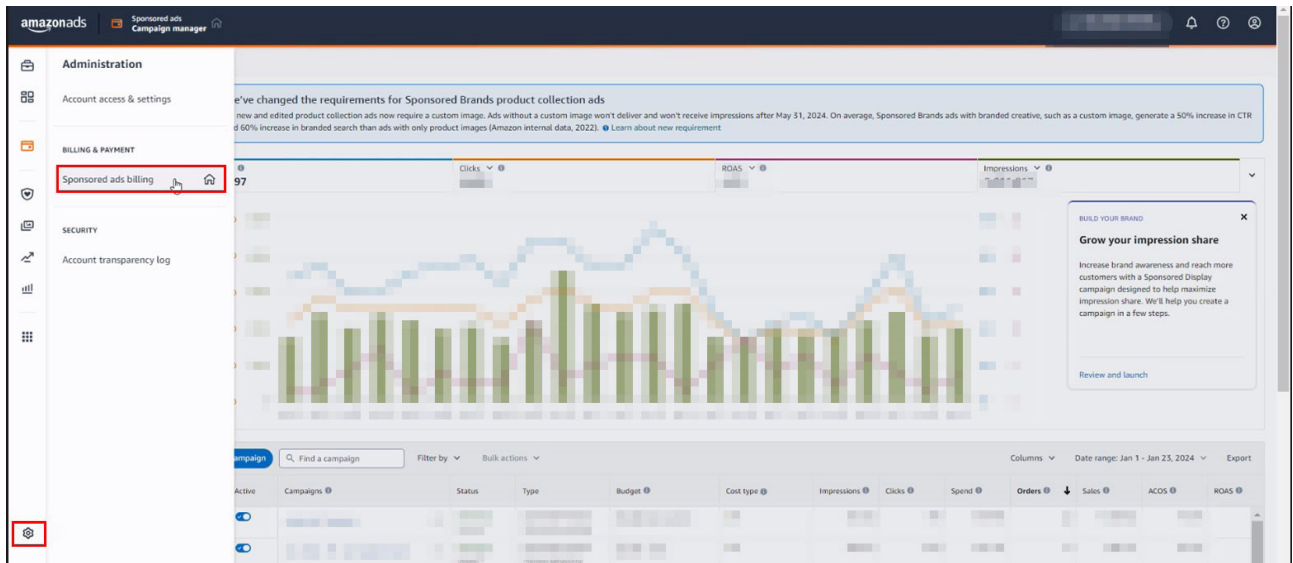 amazonads
Sponsored ads
Campaign manager
Administration
Account access & settings
BILLING & PAYMENT
Sponsored ads billing
SECURITY
Account transparency log
e've changed the requirements for Sponsored Brands product collection ads
new and edited product collection ads now require a custom image. Ads without a custom image won't deliver and won't receive impressions after May 31, 2024. On average, Sponsored Brands ads with branded creative, such as a custom image, generate a 50% increase in CTR
d 60% increase in branded search than ads with only product images (Amazon internal data, 2022). Learn about new requirement
97
Clicks
ROAS
Impressions
BUILD YOUR BRAND
Grow your impression share
Increase brand awareness and reach more
customers with a Sponsored Display
campaign designed to help maximize
impression share. We'll help you create a
campaign in a few steps.
Review and launch
ampaign
Find a campaign
Filter by
Bulk actions
Columns
Date range: Jan 1 - Jan 23, 2024
Export
Active
Campaigns
Status
Type
Budget
Cost type
Impressions
Clicks
Spend
Orders
Sales
ACOS
ROAS